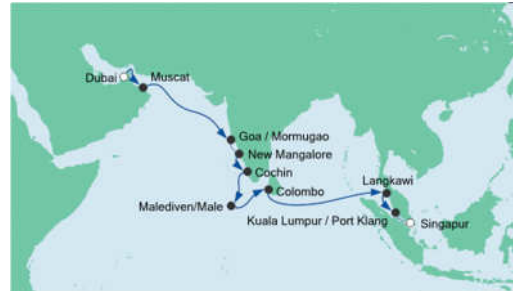 Dubai
Muscat
Goa / Mormugao
New Mangalore
Cochin
Malediven/Male
Colombo
Langkawi
Kuala Lumpur / Port Klang
Singapur